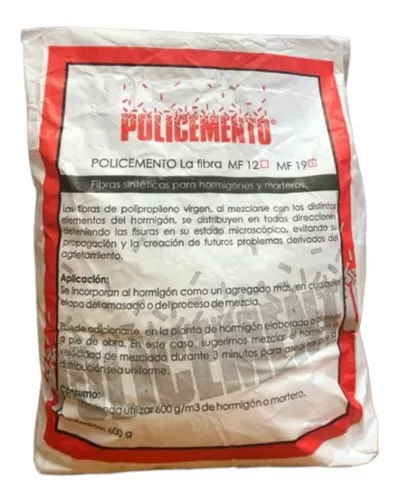 POLICEMENTO®
POLICEMENTO La fibra MF 12 MF 19
Fibras sintéticas para hormigones y morteros.
Las fibras de polipropileno virgen, al mezclarse con los distintos
elementos del hormigón, se distribuyen en todas direcciones
deteniendo las fisuras en su estado microscópico, evitando su
propagación y la creación de futuros problemas derivados del
agrietamiento.
Aplicación:
Se incorporan al hormigón como un agregado más, en cualquier
etapa del amasado o del proceso de mezcla.
Puede adicionarse en la planta de hormigón elaborado o al mixer
a pie de obra. En este caso, sugerimos mezclar el hormigón a
velocidad de mezclado durante 3 minutos para asegurar que la
distribución sea uniforme.
Consumo:
utilizar 600 g/m3 de hormigón o mortero.
600 g